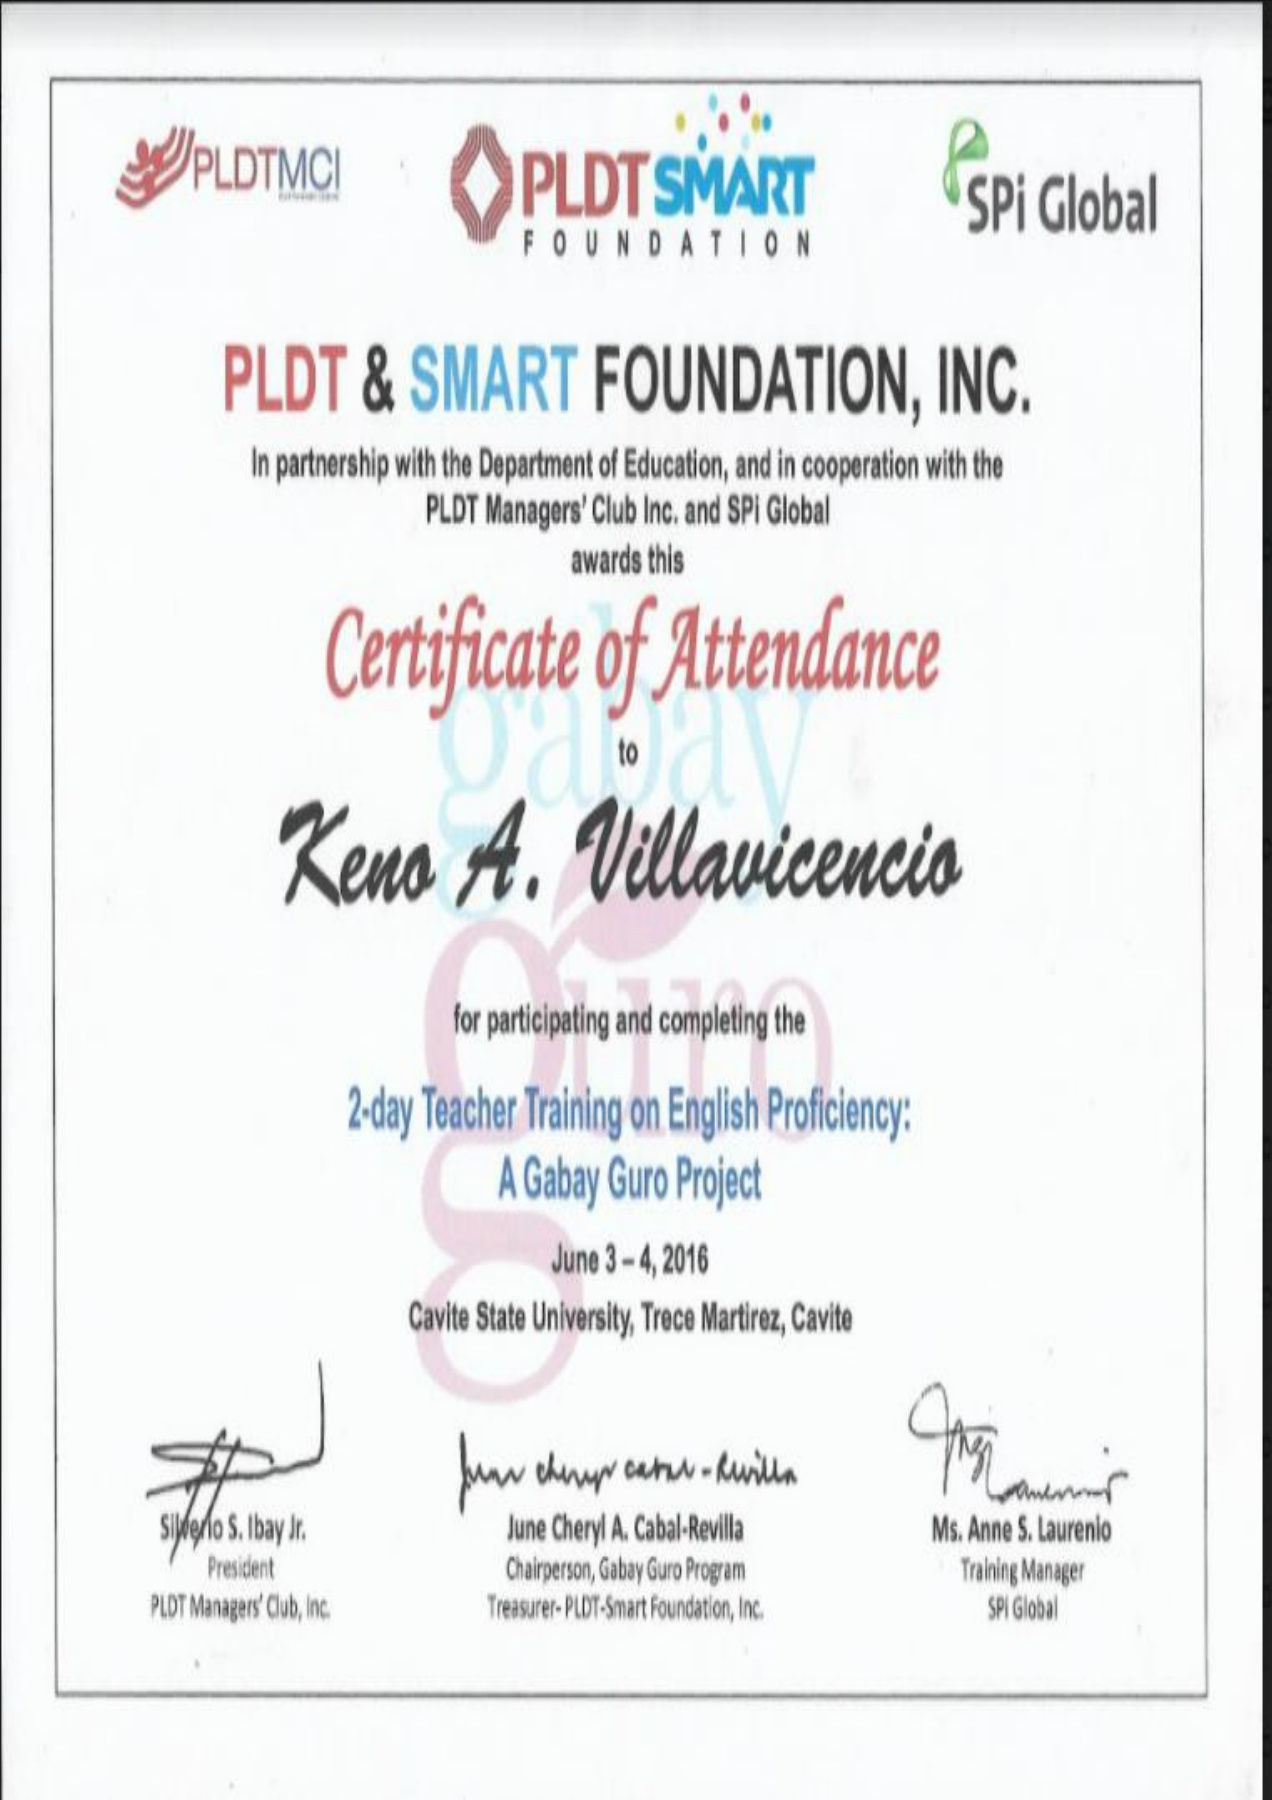 PLDTMCI
PLDT SMART
FOUNDATION
SPi Global
PLDT & SMART FOUNDATION, INC.
In partnership with the Department of Education, and in cooperation with the
PLDT Managers' Club Inc. and SPi Global
awards this
Certificate of Attendance
to
Keno A. Villavicencio
gabay
guro
for participating and completing the
2-day Teacher Training on English Proficiency:
A Gabay Guro Project
June 3 – 4, 2016
Cavite State University, Trece Martirez, Cavite
June Cheryl Cabal-Revilla
Silverio S. Ibay Jr.
President
PLDT Managers' Club, Inc.
June Cheryl A. Cabal-Revilla
Chairperson, Gabay Guro Program
Treasurer- PLDT-Smart Foundation, Inc.
Ms. Anne S. Laurenio
Training Manager
SPi Global